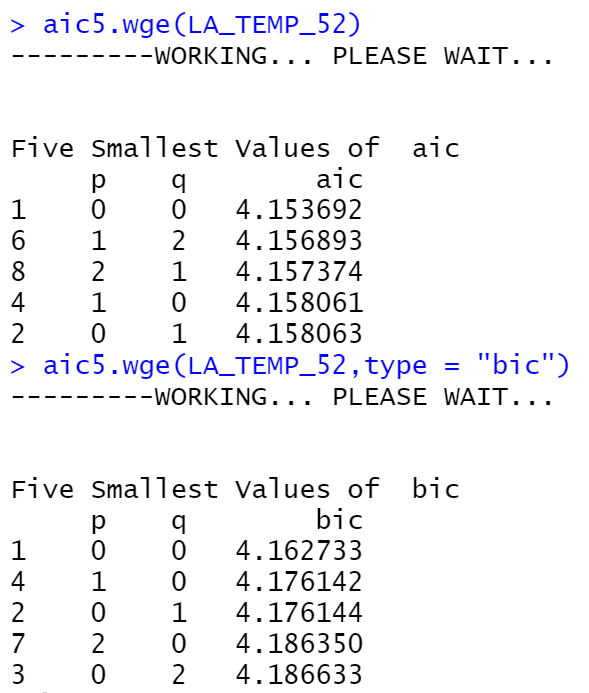 > aic5.wge(LA_TEMP_52)
---------WORKING... PLEASE WAIT...
Five Smallest Values of  aic
     p    q        aic
1    0    0   4.153692
6    1    2   4.156893
8    2    1   4.157374
4    1    0   4.158061
2    0    1   4.158063
> aic5.wge(LA_TEMP_52,type = "bic")
---------WORKING... PLEASE WAIT...
Five Smallest Values of  bic
     p    q        bic
1    0    0   4.162733
4    1    0   4.176142
2    0    1   4.176144
7    2    0   4.186350
3    0    2   4.186633